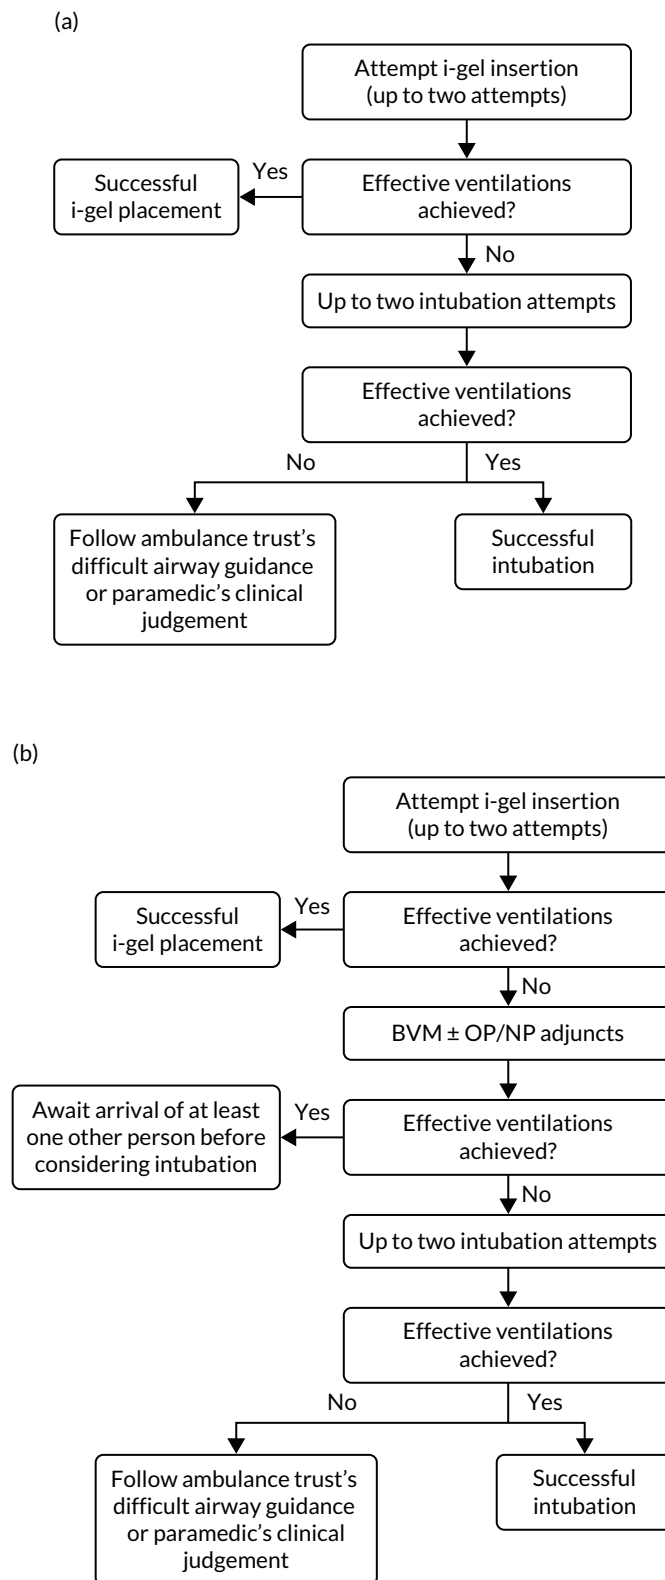 (a)
Attempt i-gel insertion
(up to two attempts)
Yes
Successful
i-gel placement
Effective ventilations
achieved?
No
Up to two intubation attempts
Effective ventilations
achieved?
No
Yes
Follow ambulance trust’s
difficult airway guidance
or paramedic’s clinical
judgement
Successful
intubation
(b)
Attempt i-gel insertion
(up to two attempts)
Yes
Successful
i-gel placement
Effective ventilations
achieved?
No
BVM ± OP/NP adjuncts
Await arrival of at least
one other person before
considering intubation
Yes
Effective ventilations
achieved?
No
Up to two intubation attempts
Effective ventilations
achieved?
No
Yes
Follow ambulance trust’s
difficult airway guidance
or paramedic’s clinical
judgement
Successful
intubation